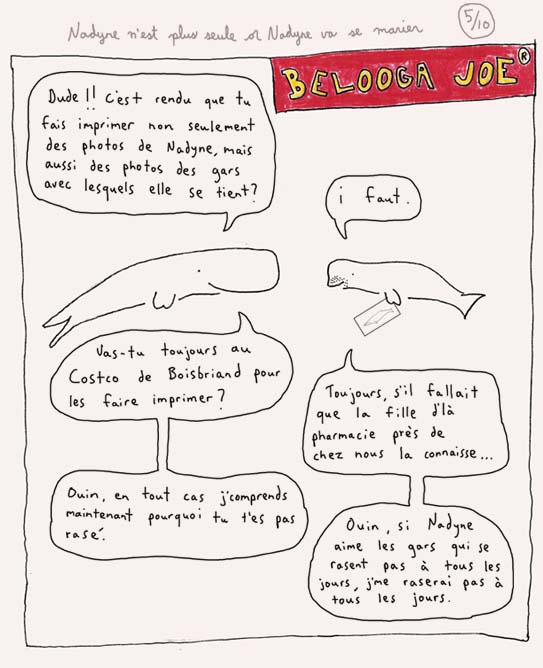 Nadyne n'est plus seule or Nadyne va se marier
5/10
BELOOGA JOE®
Dude!! C'est rendu que tu
fais imprimer non seulement
des photos de Nadyne, mais
aussi des photos des gars
avec lesquels elle se tient?
i faut.
Vas-tu toujours au
Costco de Boisbriand pour
les faire imprimer?
Toujours, s'il fallait
que la fille d'là
pharmacie près de
chez nous la connaisse...
Ouin, en tout cas j'comprends
maintenant pourquoi tu t'es pas
rasé.
Ouin, si Nadyne
aime les gars qui se
rasent pas à tous les
jours, j'me raserai pas à
tous les jours.